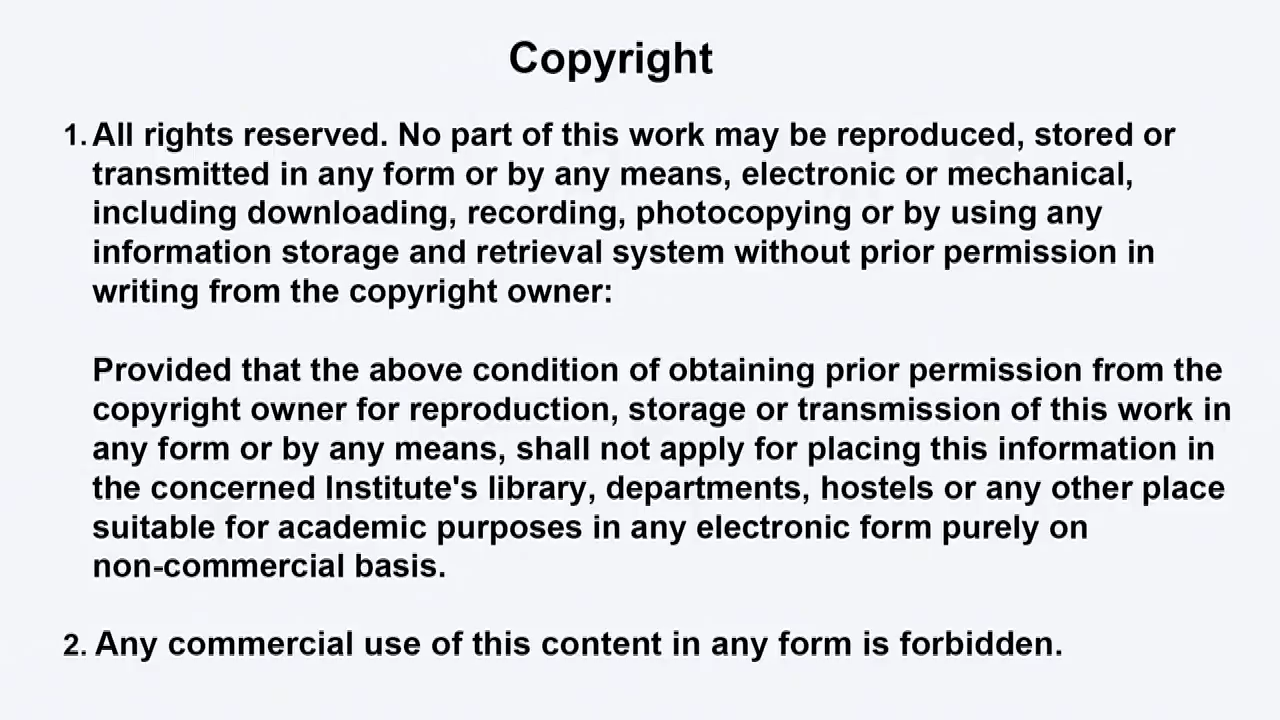 Copyright
1. All rights reserved. No part of this work may be reproduced, stored or
transmitted in any form or by any means, electronic or mechanical,
including downloading, recording, photocopying or by using any
information storage and retrieval system without prior permission in
writing from the copyright owner:
Provided that the above condition of obtaining prior permission from the
copyright owner for reproduction, storage or transmission of this work in
any form or by any means, shall not apply for placing this information in
the concerned Institute's library, departments, hostels or any other place
suitable for academic purposes in any electronic form purely on
non-commercial basis.
2. Any commercial use of this content in any form is forbidden.